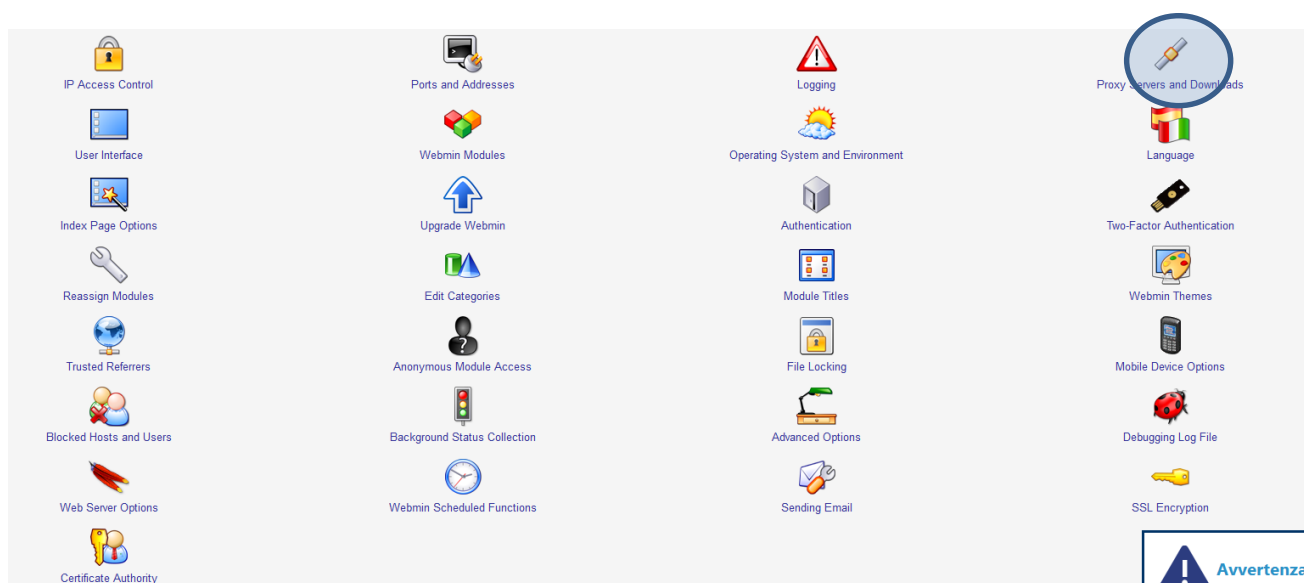 IP Access Control
Ports and Addresses
Logging
Proxy Servers and Downloads
User Interface
Webmin Modules
Operating System and Environment
Language
Index Page Options
Upgrade Webmin
Authentication
Two-Factor Authentication
Reassign Modules
Edit Categories
Module Titles
Webmin Themes
Trusted Referrers
Anonymous Module Access
File Locking
Mobile Device Options
Blocked Hosts and Users
Background Status Collection
Advanced Options
Debugging Log File
Web Server Options
Webmin Scheduled Functions
Sending Email
SSL Encryption
Certificate Authority
Avvertenza